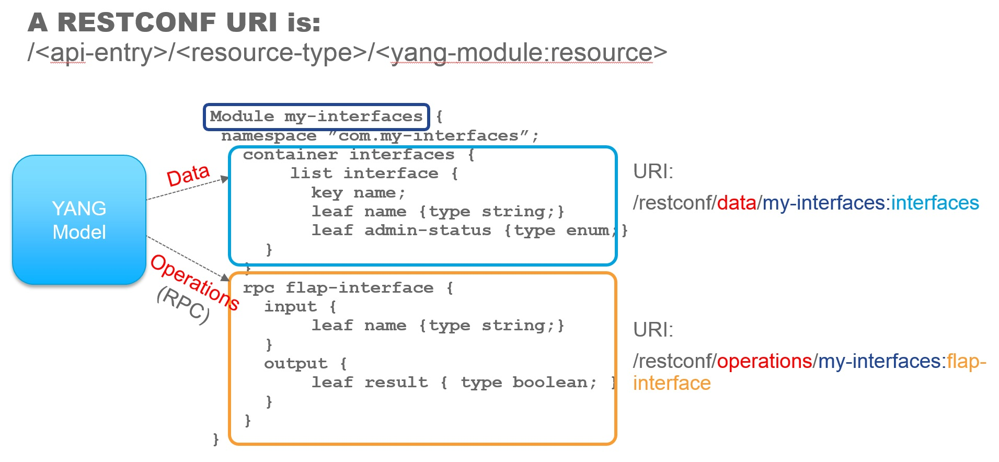 A RESTCONF URI is:
/<api-entry>/<resource-type>/<yang-module:resource>
Module my-interfaces {
namespace ”com.my-interfaces”;
container interfaces {
list interface {
key name;
leaf name {type string;}
leaf admin-status {type enum;}
}
}
rpc flap-interface {
input {
leaf name {type string;}
}
output {
leaf result { type boolean; }
}
}
}
YANG
Model
Data
Operations
(RPC)
URI:
/restconf/data/my-interfaces:interfaces
URI:
/restconf/operations/my-interfaces:flap-
interface